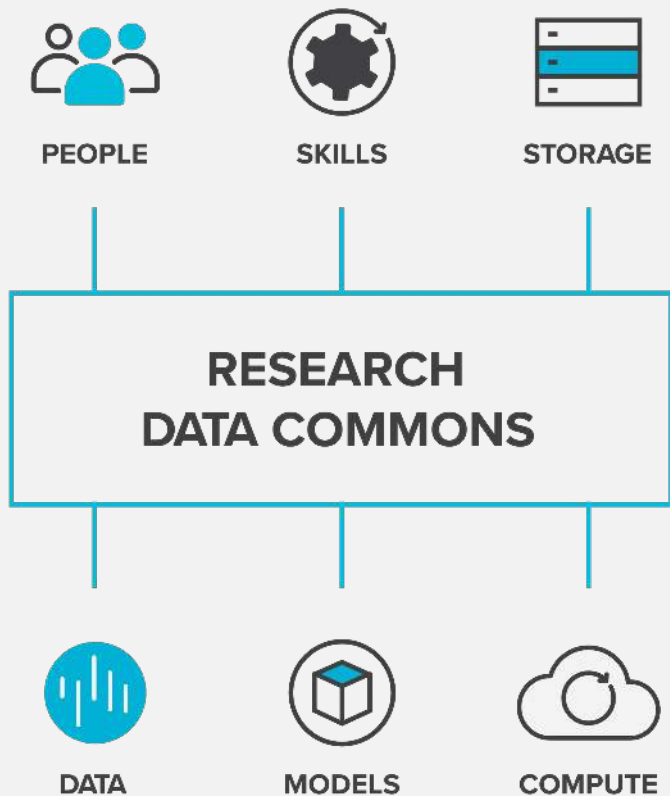 PEOPLE SKILLS STORAGE
RESEARCH
DATA COMMONS
DATA MODELS COMPUTE